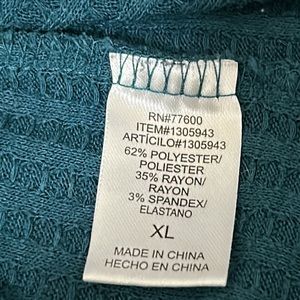 RN#77600
ITEM#1305943
ARTÍCILO#1305943
62% POLYESTER/
POLIESTER
35% RAYON/
RAYON
3% SPANDEX/
ELASTANO
XL
MADE IN CHINA
HECHO EN CHINA